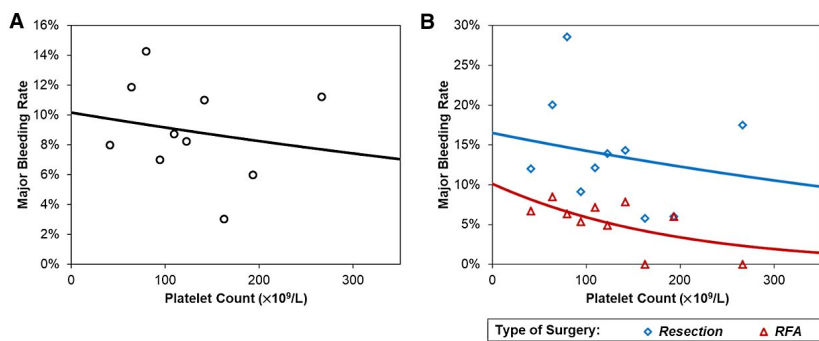 A
Major Bleeding Rate
16%
14%
12%
10%
8%
6%
4%
2%
0%
0 100 200 300
Platelet Count (×10⁹/L)
B
Major Bleeding Rate
30%
25%
20%
15%
10%
5%
0%
0 100 200 300
Platelet Count (×10⁹/L)
Type of Surgery: Resection RFA